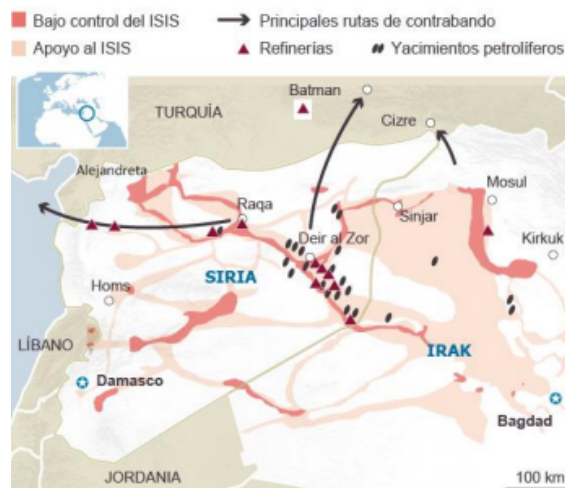 Bajo control del ISIS
Principales rutas de contrabando
Apoyo al ISIS
Refinerías
Yacimientos petrolíferos
Batman
TURQUÍA
Cizre
Alejandreta
Mosul
Raqa
Sinjar
Kirkuk
Deir al Zor
SIRIA
Homs
LÍBANO
IRAK
Damasco
Bagdad
JORDANIA
100 km